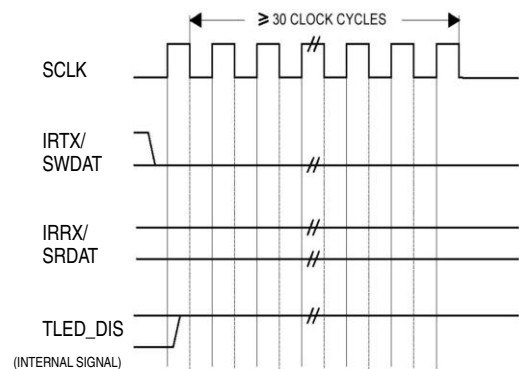 ≥ 30 CLOCK CYCLES
SCLK
IRTX/
SWDAT
IRRX/
SRDAT
TLED_DIS
(INTERNAL SIGNAL)